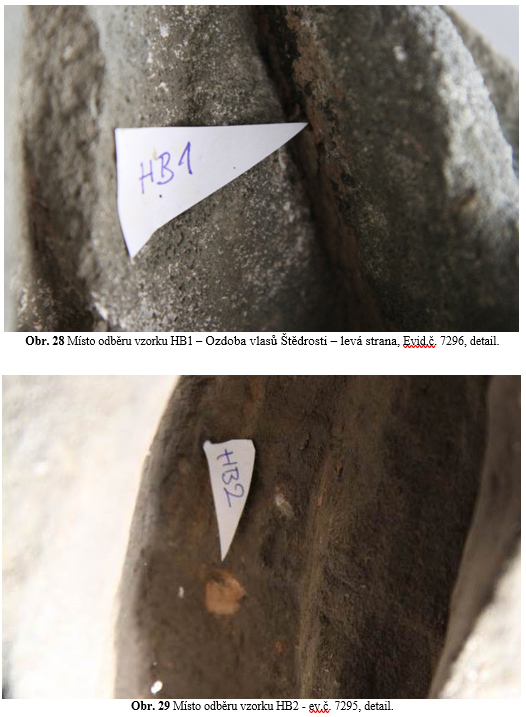 HB1
Obr. 28 Místo odběru vzorku HB1 – Ozdoba vlasů Štědrosti – levá strana, Evid.č. 7296, detail.
HB2
Obr. 29 Místo odběru vzorku HB2 - ev.č. 7295, detail.